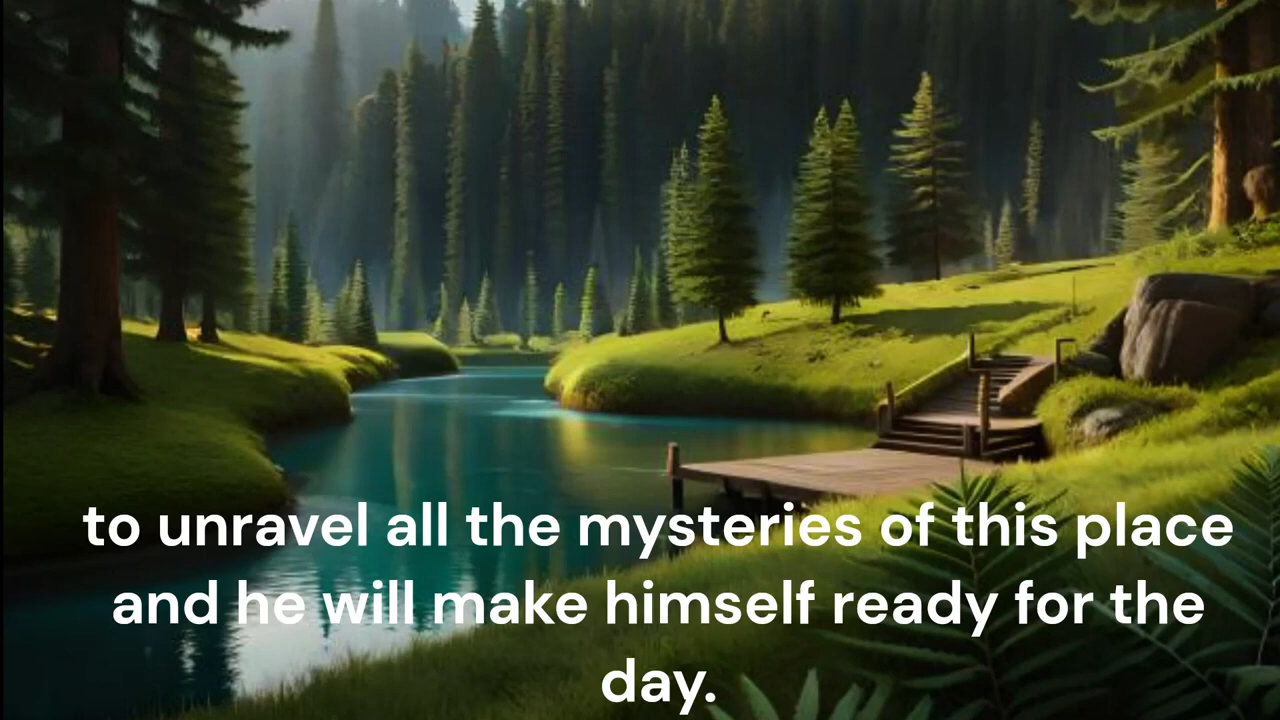 to unravel all the mysteries of this place
and he will make himself ready for the
day.